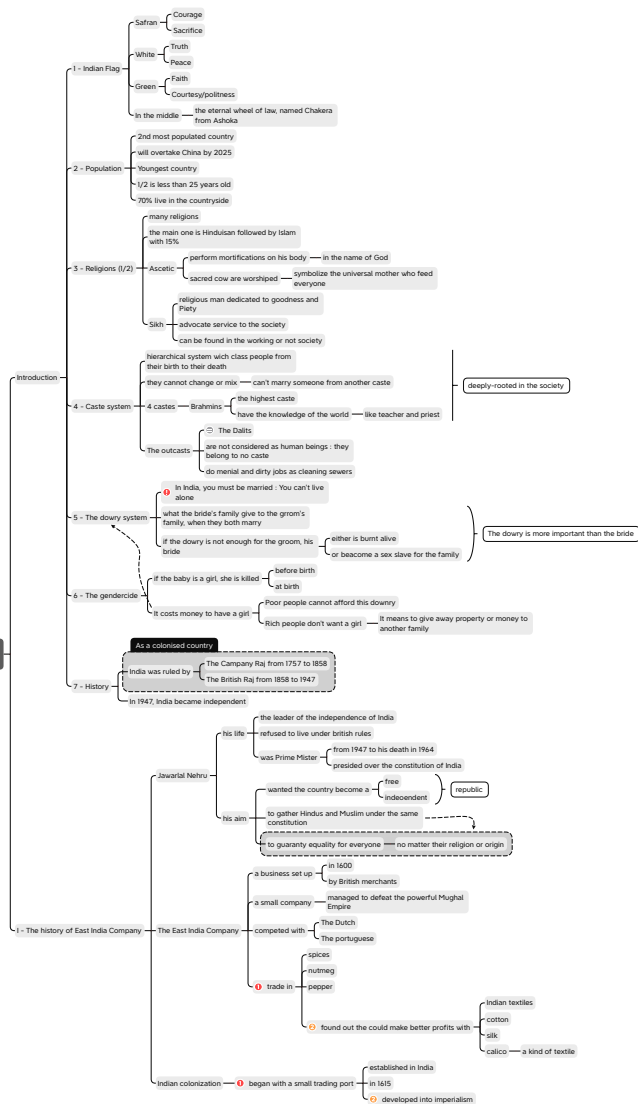 Introduction
1 - Indian Flag
Safran
Courage
Sacrifice
White
Truth
Peace
Green
Faith
Courtesy/politness
In the middle
the eternal wheel of law, named Chakera
from Ashoka
2 - Population
2nd most populated country
will overtake China by 2025
Youngest country
1/2 is less than 25 years old
70% live in the countryside
3 - Religions (1/2)
many religions
the main one is Hinduisan followed by Islam
with 15%
Ascetic
perform mortifications on his body
in the name of God
sacred cow are worshiped
symbolize the universal mother who feed
everyone
Sikh
religious man dedicated to goodness and
Piety
advocate service to the society
can be found in the working or not society
4 - Caste system
hierarchical system wich class people from
their birth to their death
they cannot change or mix
can't marry someone from another caste
4 castes
Brahmins
the highest caste
have the knowledge of the world
like teacher and priest
The outcasts
The Dalits
are not considered as human beings : they
belong to no caste
do menial and dirty jobs as cleaning sewers
deeply-rooted in the society
5 - The dowry system
In India, you must be married : You can't live
alone
what the bride's family give to the grrom's
family, when they both marry
if the dowry is not enough for the groom, his
bride
either is burnt alive
or beacome a sex slave for the family
The dowry is more important than the bride
6 - The gendercide
if the baby is a girl, she is killed
before birth
at birth
It costs money to have a girl
Poor people cannot afford this downry
Rich people don't want a girl
It means to give away property or money to
another family
7 - History
As a colonised country
India was ruled by
The Campany Raj from 1757 to 1858
The British Raj from 1858 to 1947
In 1947, India became independent
I - The history of East India Company
Jawarlal Nehru
his life
the leader of the independence of India
refused to live under british rules
was Prime Mister
from 1947 to his death in 1964
presided over the constitution of India
his aim
wanted the country become a
free
indeoendent
republic
to gather Hindus and Muslim under the same
constitution
to guaranty equality for everyone
no matter their religion or origin
The East India Company
a business set up
in 1600
by British merchants
a small company
managed to defeat the powerful Mughal
Empire
competed with
The Dutch
The portuguese
1 trade in
spices
nutmeg
pepper
2 found out the could make better profits with
Indian textiles
cotton
silk
calico
a kind of textile
Indian colonization
1 began with a small trading port
established in India
in 1615
2 developed into imperialism